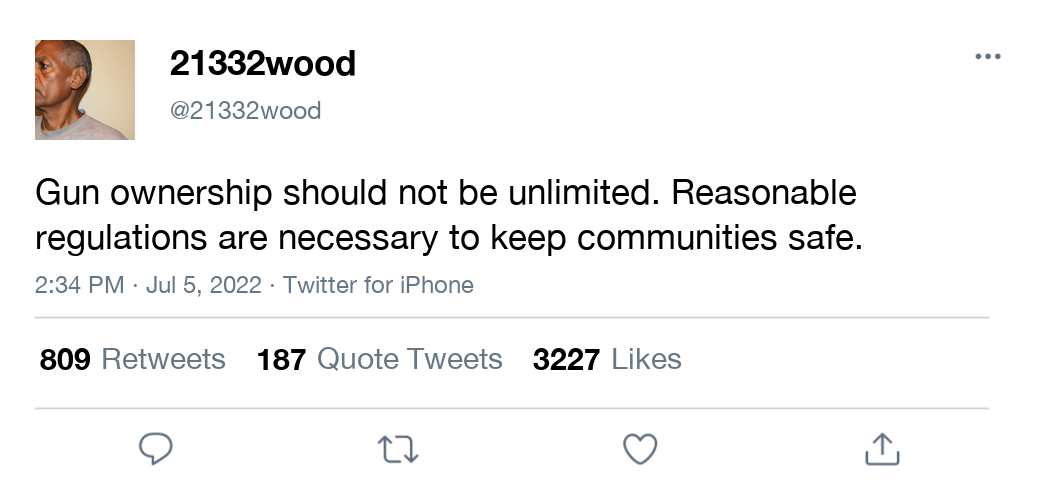 21332wood
@21332wood
Gun ownership should not be unlimited. Reasonable
regulations are necessary to keep communities safe.
2:34 PM · Jul 5, 2022 · Twitter for iPhone
809 Retweets 187 Quote Tweets 3227 Likes